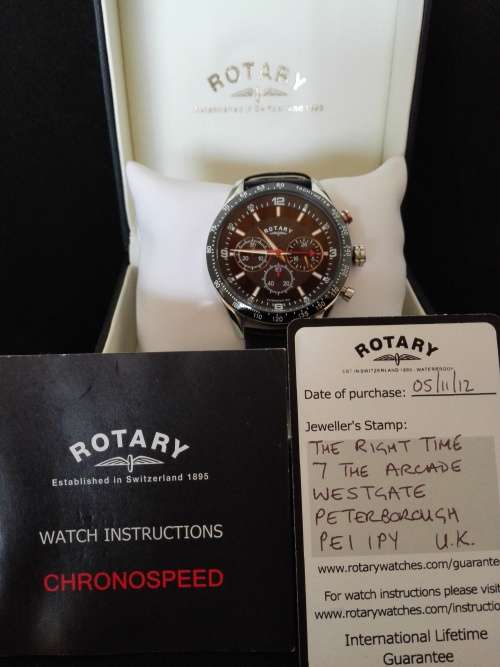 ROTARY
Established in Switzerland 1895
ROTARY
12
ROTARY
Established in Switzerland 1895
WATCH INSTRUCTIONS
CHRONOSPEED
ROTARY
EST IN SWITZERLAND 1895 WATERPROOF
Date of purchase: 05/11/12
Jeweller's Stamp:
THE RIGHT TIME
7 THE ARCADE
WESTGATE
PETERBOROUGH
PE1 1PY U.K.
www.rotarywatches.com/guarante
For watch instructions please visit
www.rotarywatches.com/instructio
International Lifetime
Guarantee